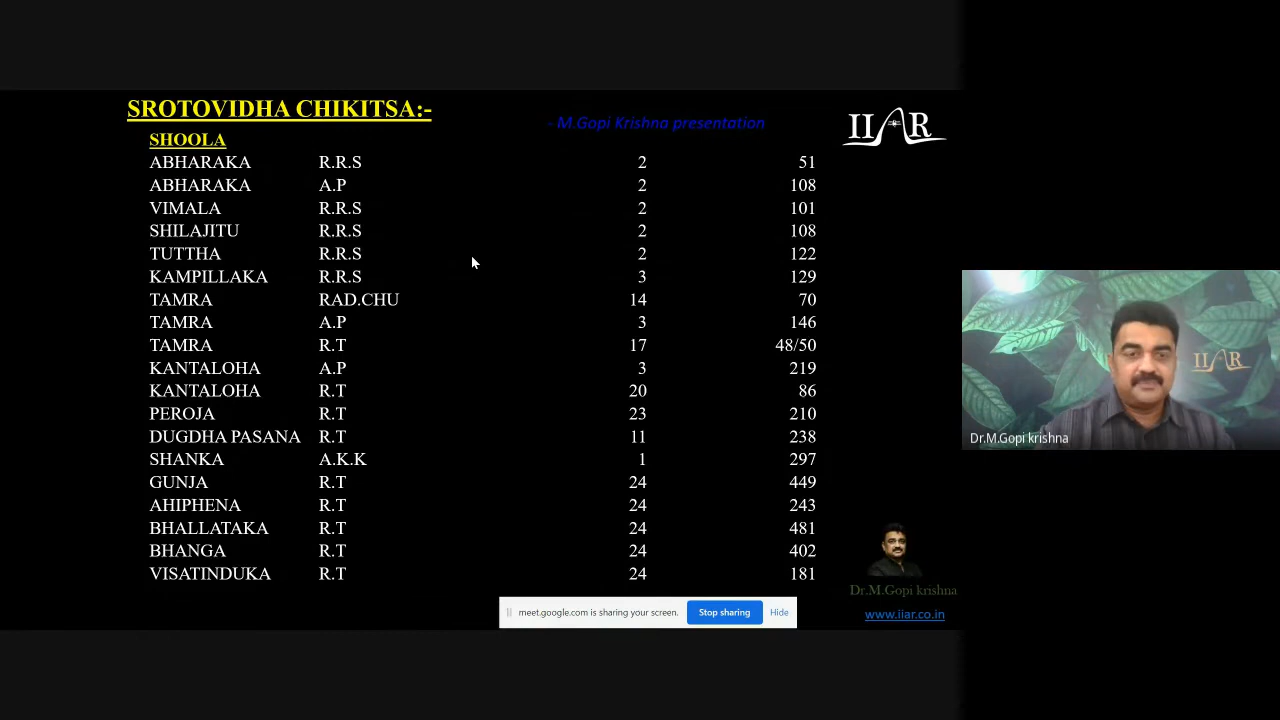 SROTOVIDHA CHIKITSA:-
- M.Gopi Krishna presentation
IIAR
SHOOLA
ABHARAKA R.R.S 2 51
ABHARAKA A.P 2 108
VIMALA R.R.S 2 101
SHILAJITU R.R.S 2 108
TUTTHA R.R.S 2 122
KAMPILLAKA R.R.S 3 129
TAMRA RAD.CHU 14 70
TAMRA A.P 3 146
TAMRA R.T 17 48/50
KANTALOHA A.P 3 219
KANTALOHA R.T 20 86
PEROJA R.T 23 210
DUGDHA PASANA R.T 11 238
SHANKA A.K.K 1 297
GUNJA R.T 24 449
AHIPHENA R.T 24 243
BHALLATAKA R.T 24 481
BHANGA R.T 24 402
VISATINDUKA R.T 24 181
IIAR
Dr.M.Gopi krishna
Dr.M.Gopi krishna
www.iiar.co.in
meet.google.com is sharing your screen. Stop sharing Hide